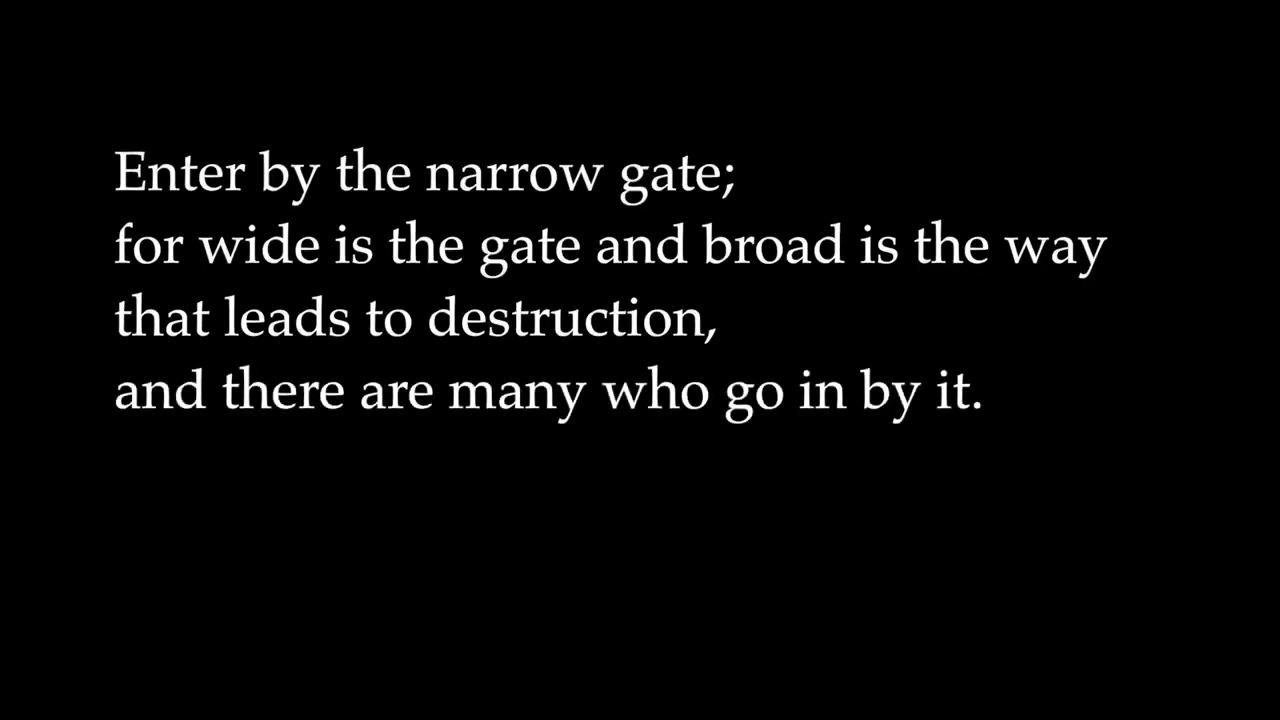 Enter by the narrow gate;
for wide is the gate and broad is the way
that leads to destruction,
and there are many who go in by it.